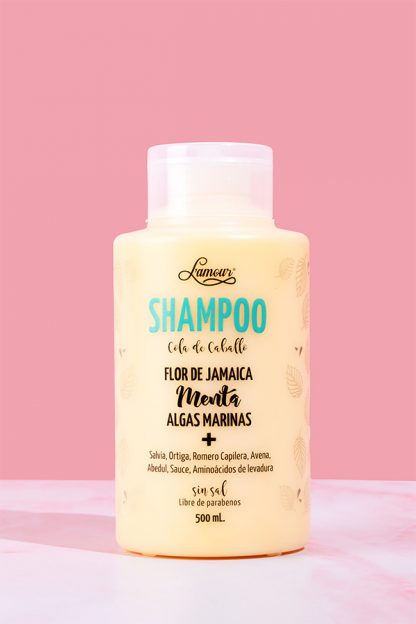 L'amour
SHAMPOO
Cola de Caballo
FLOR DE JAMAICA
Menta
ALGAS MARINAS
+
Salvia, Ortiga, Romero Capilera, Avena,
Abedul, Sauce, Aminoácidos de levadura
sin sal
Libre de parabenos
500 mL.